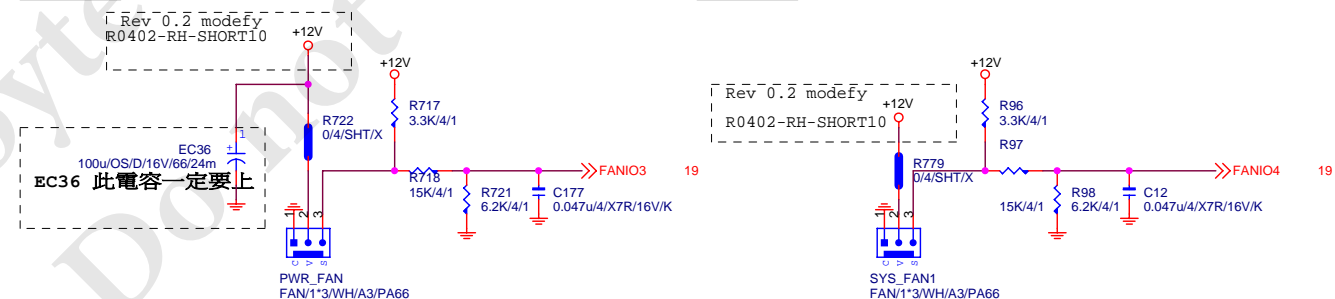 Rev 0.2 modefy
R0402-RH-SHORT10
+12V
R722
0/4/SHT/X
1
+
EC36
100u/OS/D/16V/66/24m
EC36 此電容一定要上
+12V
R717
3.3K/4/1
R718
15K/4/1
R721
6.2K/4/1
C177
0.047u/4/X7R/16V/K
FANIO3
19
1
2
3
C
V
S
PWR_FAN
FAN/1*3/WH/A3/PA66
Rev 0.2 modefy
R0402-RH-SHORT10
+12V
R779
0/4/SHT/X
+12V
R96
3.3K/4/1
R97
15K/4/1
R98
6.2K/4/1
C12
0.047u/4/X7R/16V/K
FANIO4
19
1
2
3
C
V
S
SYS_FAN1
FAN/1*3/WH/A3/PA66
byte
Do not